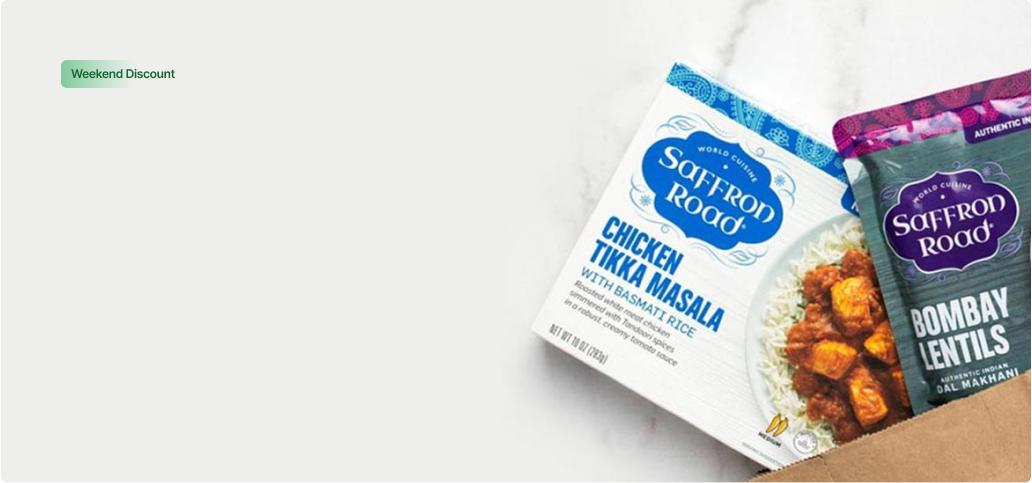 Weekend Discount
WORLD CUISINE
Saffron
Road
CHICKEN
TIKKA MASALA
WITH BASMATI RICE
Roasted white meat chicken
simmered with Tandoori spices
in a robust, creamy tomato sauce
NET WT 10 OZ (283g)
MEDIUM
AUTHENTIC IN
WORLD CUISINE
Saffron
Road
BOMBAY
LENTILS
AUTHENTIC INDIAN
DAL MAKHANI